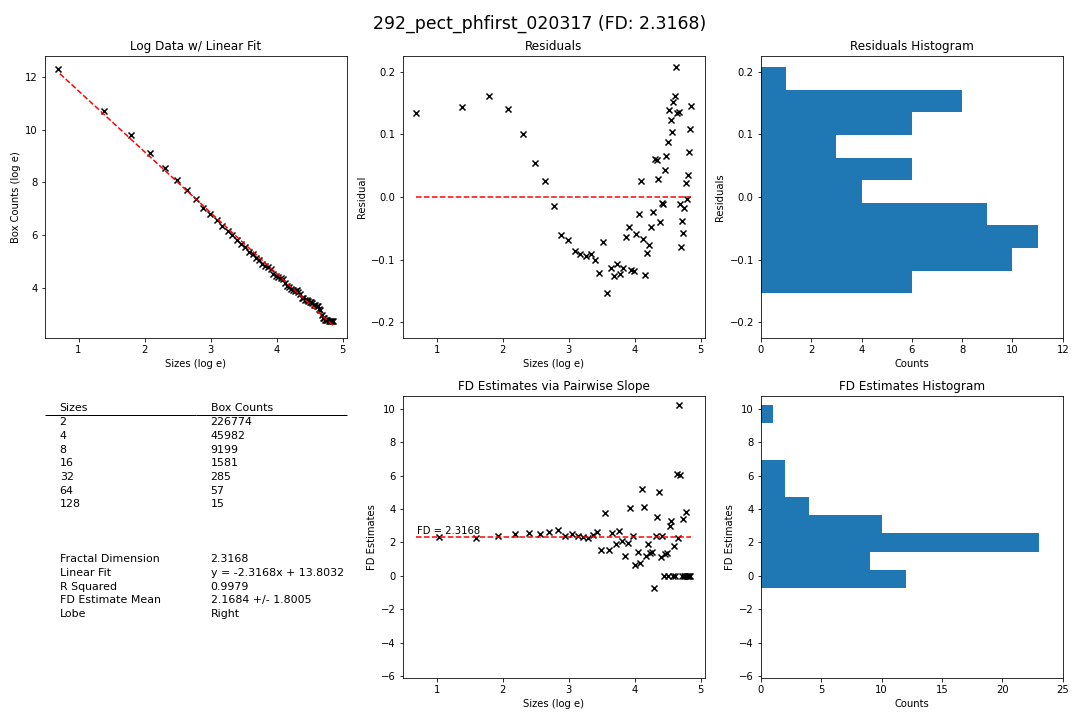 292_pect_phfirst_020317 (FD: 2.3168)
Log Data w/ Linear Fit
Box Counts (log e)
12
10
8
6
4
1 2 3 4 5
Sizes (log e)
Residuals
Residual
0.2
0.1
0.0
−0.1
−0.2
1 2 3 4 5
Sizes (log e)
Residuals Histogram
Residuals
0.2
0.1
0.0
−0.1
−0.2
0 2 4 6 8 10 12
Counts
Sizes Box Counts
2 226774
4 45982
8 9199
16 1581
32 285
64 57
128 15
Fractal Dimension 2.3168
Linear Fit y = -2.3168x + 13.8032
R Squared 0.9979
FD Estimate Mean 2.1684 +/- 1.8005
Lobe Right
FD Estimates via Pairwise Slope
FD Estimates
10
8
6
4
2
0
−2
−4
−6
FD = 2.3168
1 2 3 4 5
Sizes (log e)
FD Estimates Histogram
FD Estimates
10
8
6
4
2
0
−2
−4
−6
0 5 10 15 20 25
Counts